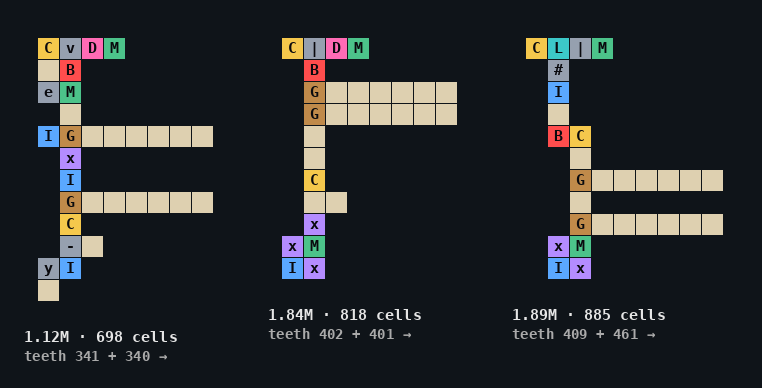 C v D M
B
e M
I G
x
I
G
C
-
y I
1.12M · 698 cells
teeth 341 + 340 →
C | D M
B
G
G
C
x
x M
I x
1.84M · 818 cells
teeth 402 + 401 →
C L | M
#
I
B C
G
G
x M
I x
1.89M · 885 cells
teeth 409 + 461 →